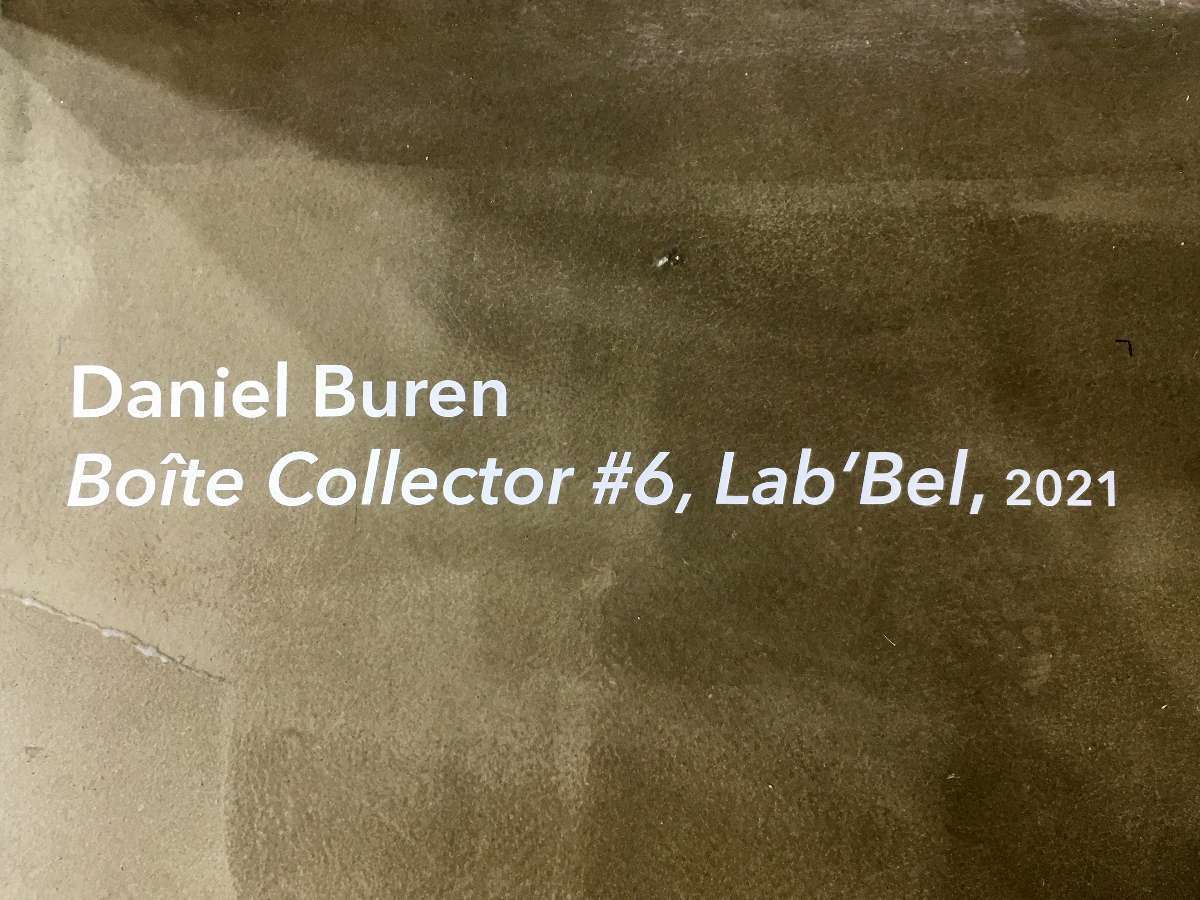 Daniel Buren
Boîte Collector #6, Lab’Bel, 2021